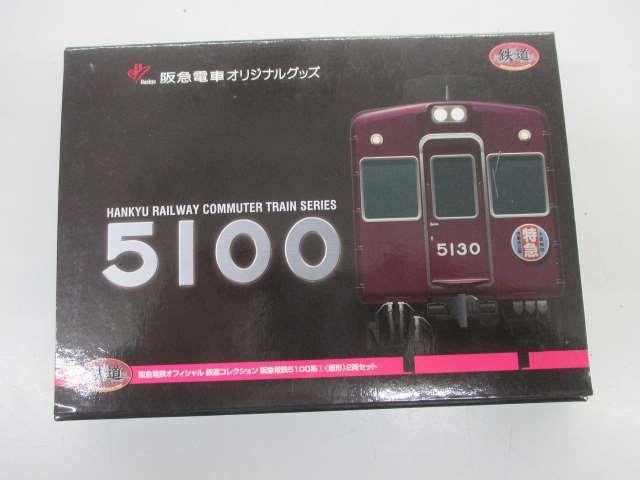 Hankyu
阪急電車オリジナルグッズ
鉄道
HANKYU RAILWAY COMMUTER TRAIN SERIES
5100
5130
特急
道
阪急電鉄オフィシャル 鉄道コレクション 阪急電鉄5100系1(原形)2両セット